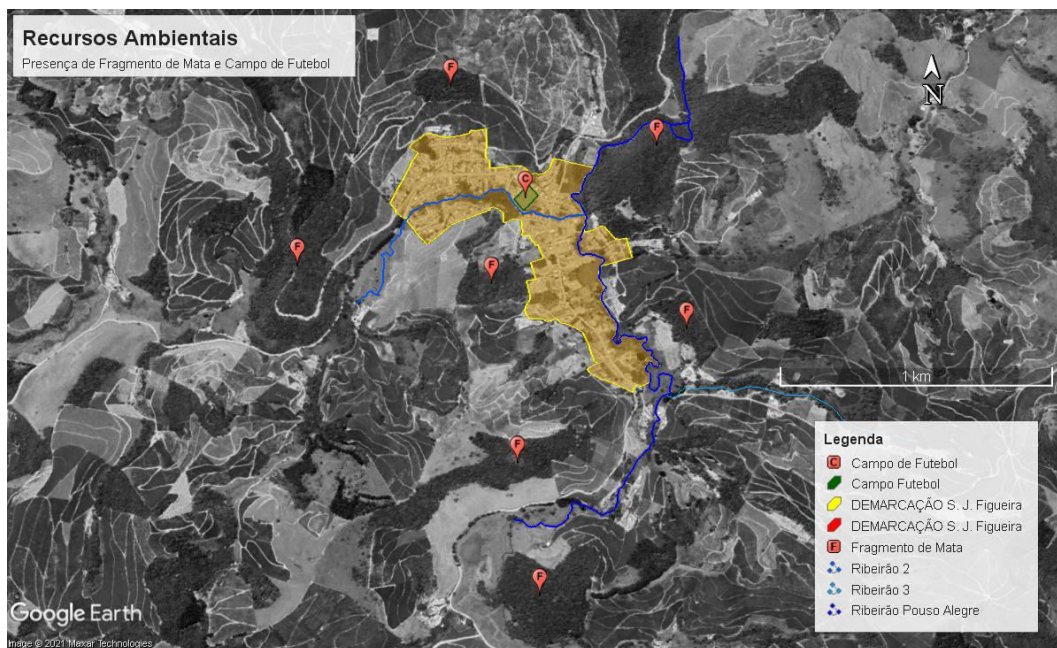 Recursos Ambientais
Presença de Fragmento de Mata e Campo de Futebol
F
F
N
C
F
F
F
1 km
F
F
Legenda
C Campo de Futebol
Campo Futebol
DEMARCAÇÃO S. J. Figueira
DEMARCAÇÃO S. J. Figueira
F Fragmento de Mata
Ribeirão 2
Ribeirão 3
Ribeirão Pouso Alegre
Google Earth
Image © 2021 Maxar Technologies